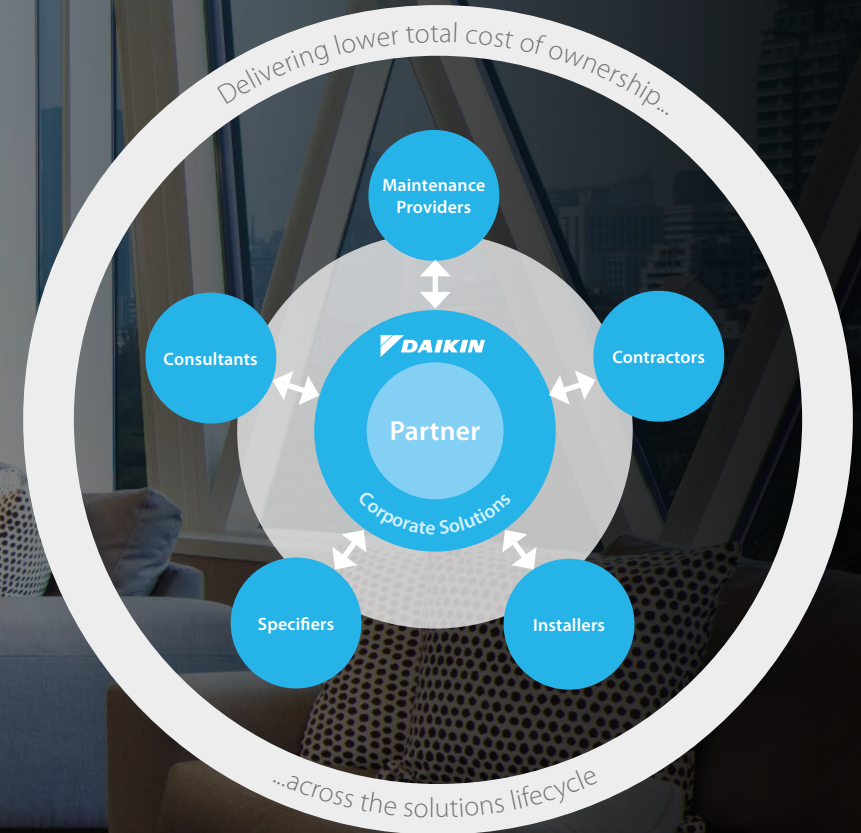 Delivering lower total cost of ownership...
Maintenance
Providers
Consultants
DAIKIN
Contractors
Partner
Corporate Solutions
Specifiers
Installers
...across the solutions lifecycle